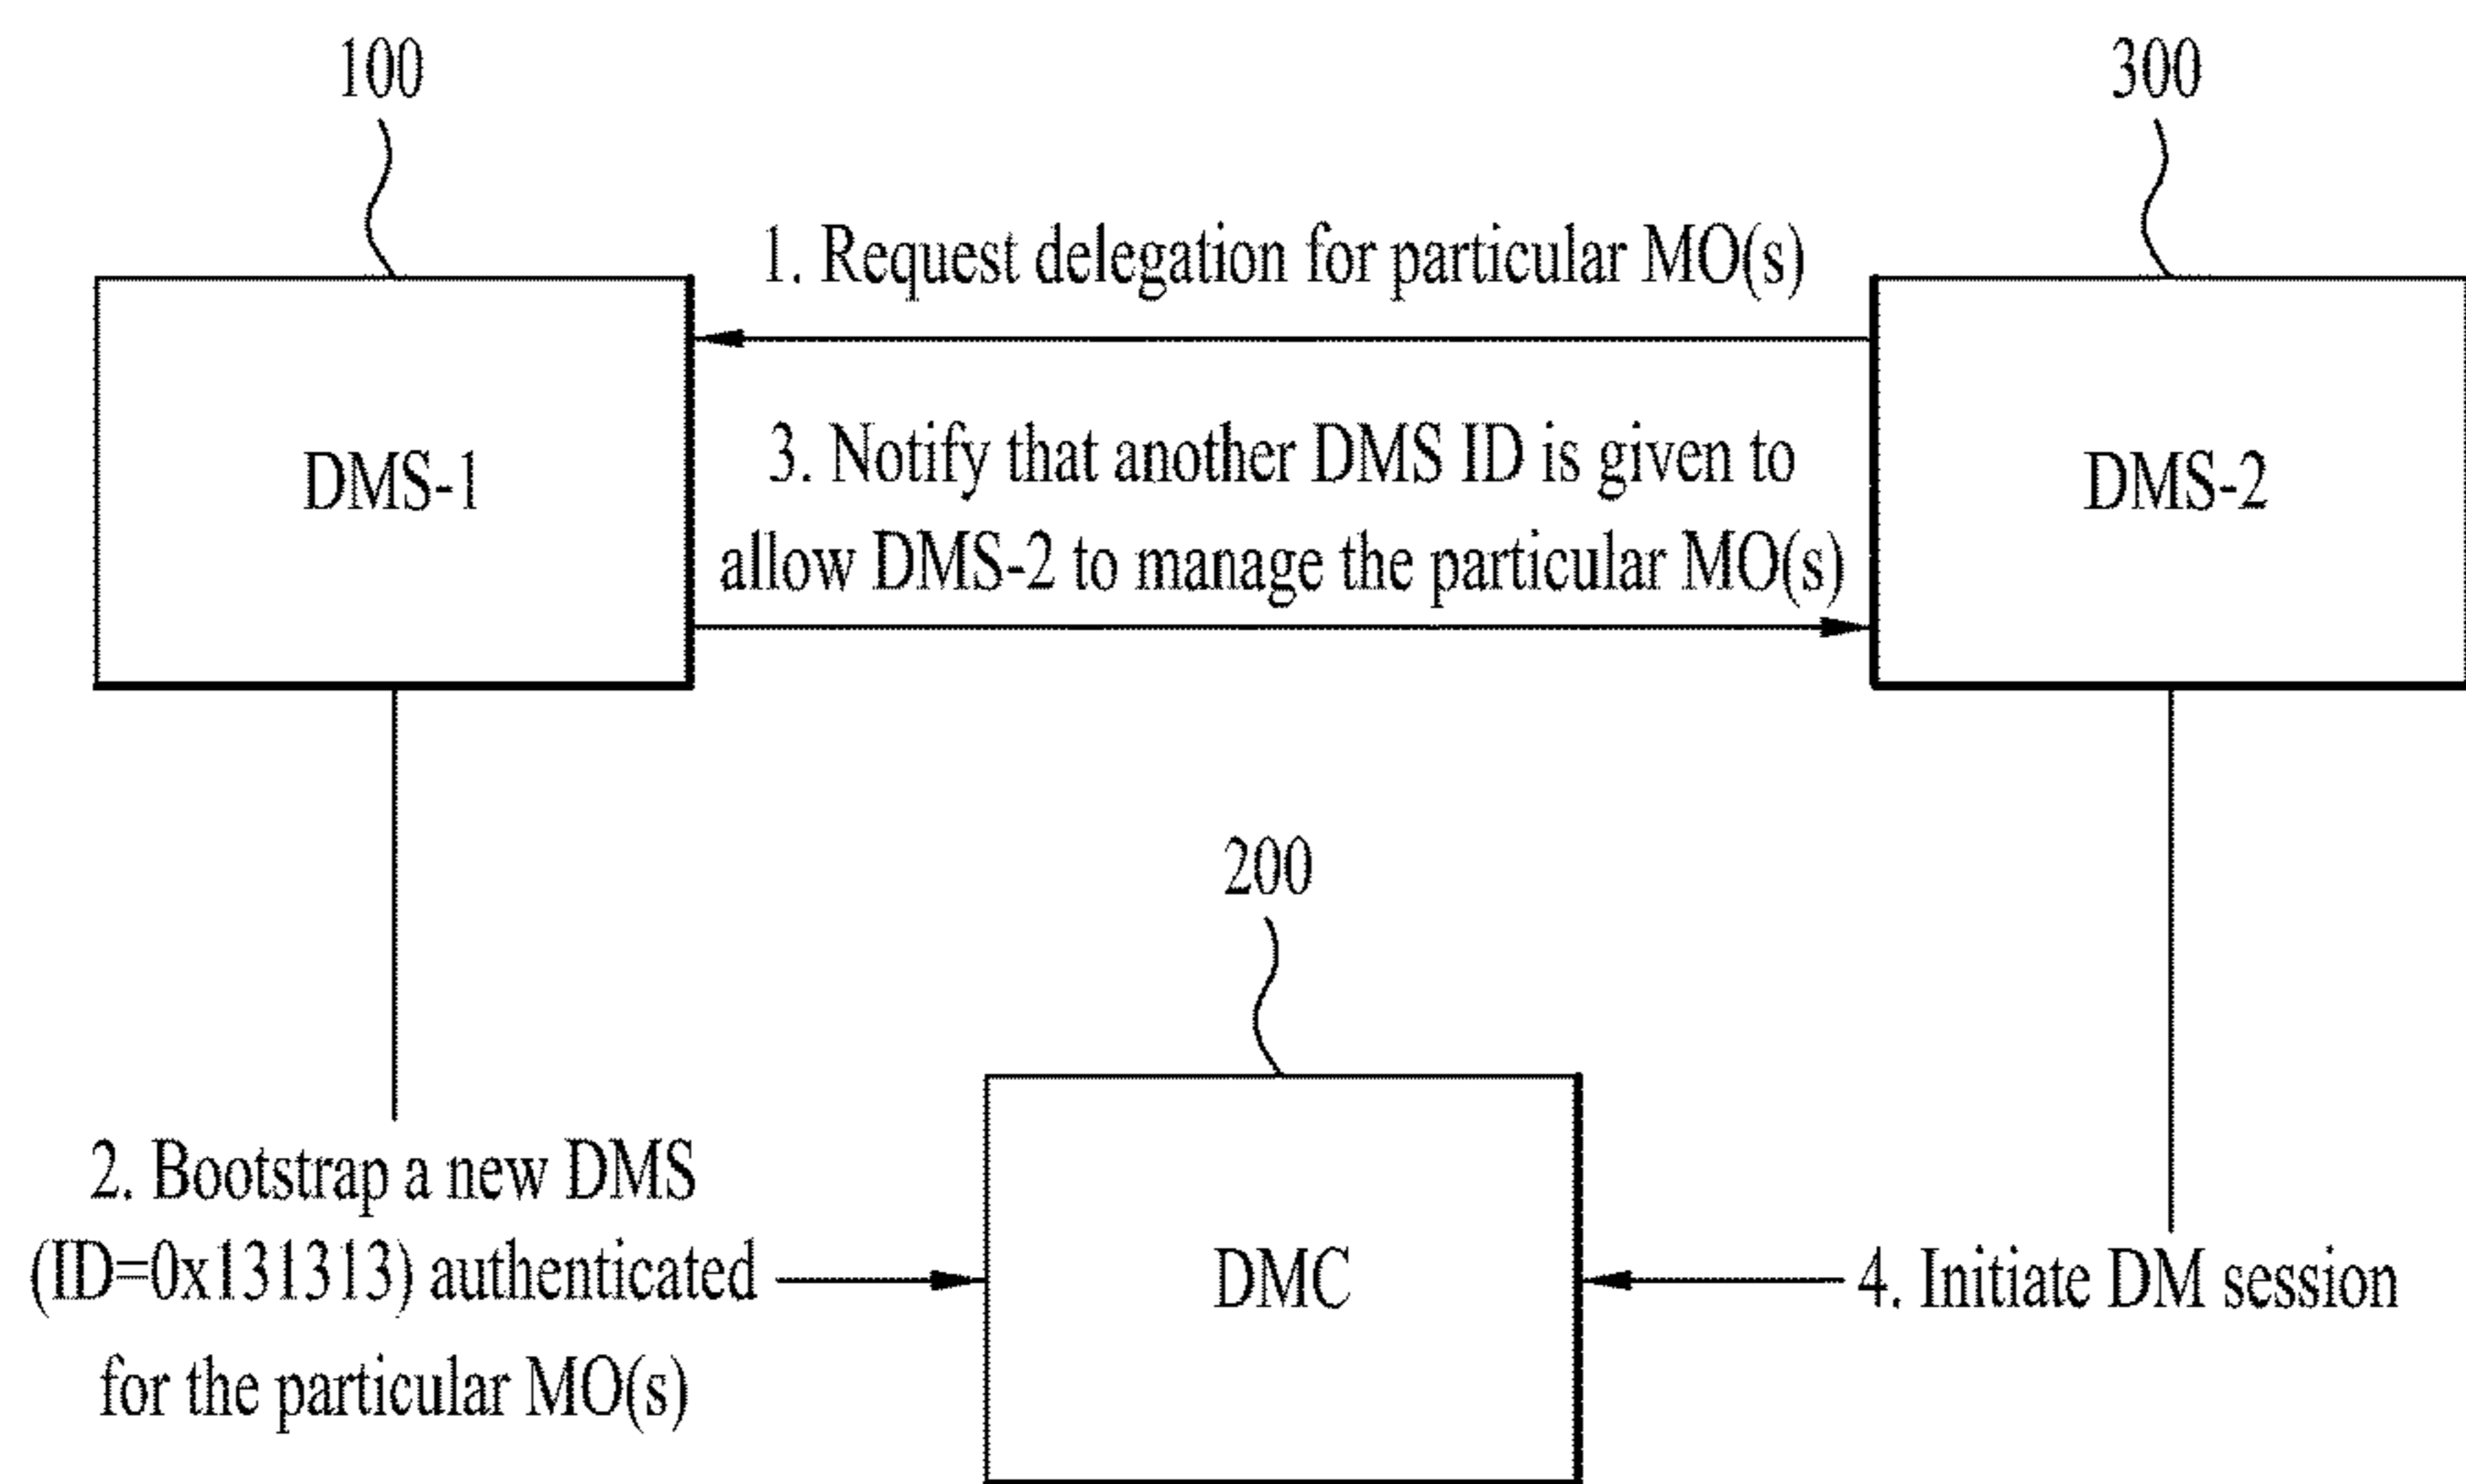 100
300
1. Request delegation for particular MO(s)
DMS-1
3. Notify that another DMS ID is given to
allow DMS-2 to manage the particular MO(s)
DMS-2
200
2. Bootstrap a new DMS
(ID=0x131313) authenticated
for the particular MO(s)
DMC
4. Initiate DM session